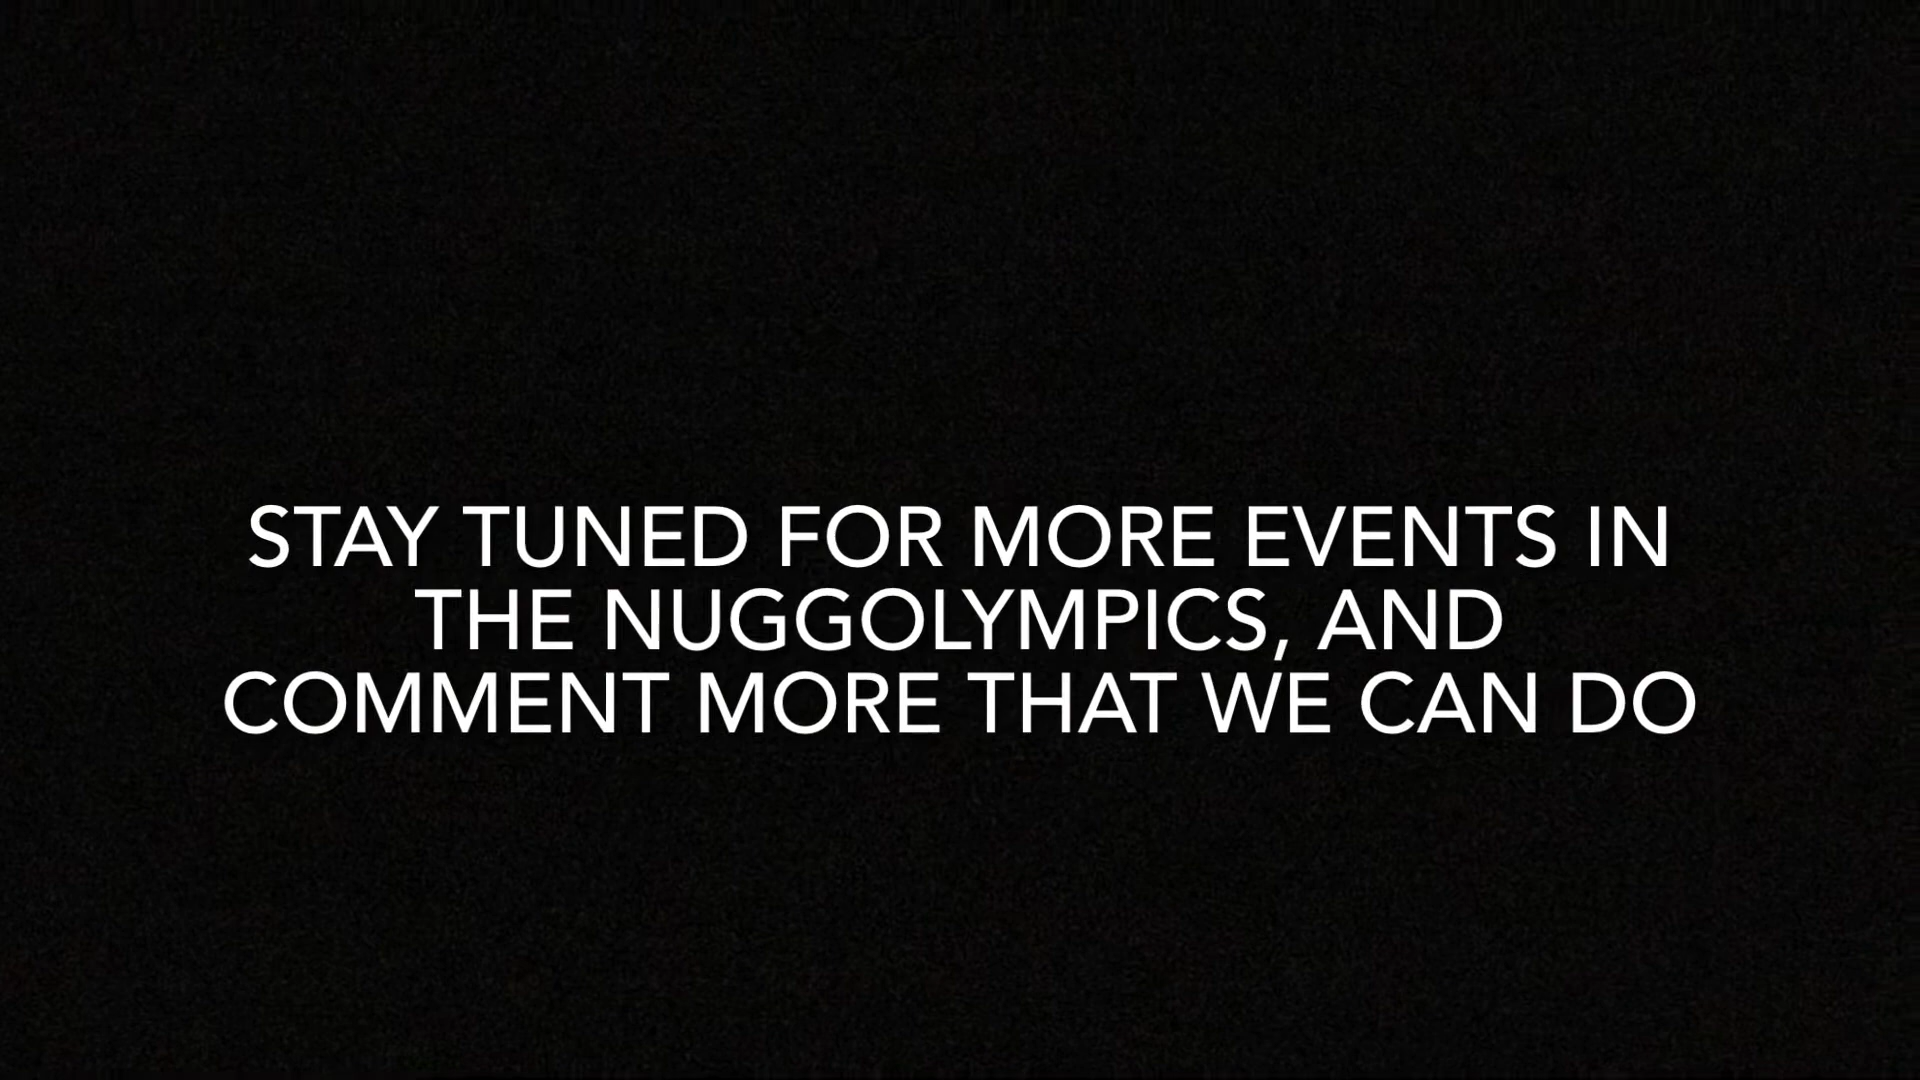 STAY TUNED FOR MORE EVENTS IN
THE NUGGOLYMPICS, AND
COMMENT MORE THAT WE CAN DO